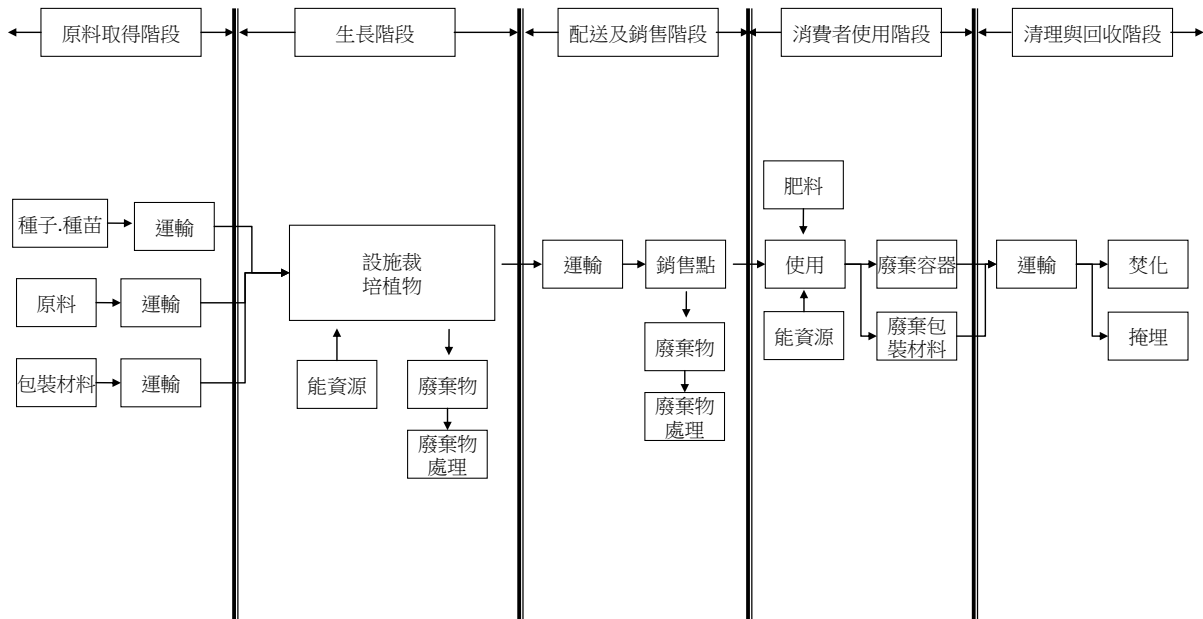 原料取得階段
生長階段
配送及銷售階段
消費者使用階段
清理與回收階段
種子.種苗
運輸
原料
運輸
包裝材料
運輸
設施裁
培植物
能資源
廢棄物
廢棄物
處理
運輸
銷售點
廢棄物
廢棄物
處理
肥料
使用
能資源
廢棄容器
廢棄包
裝材料
運輸
焚化
掩埋